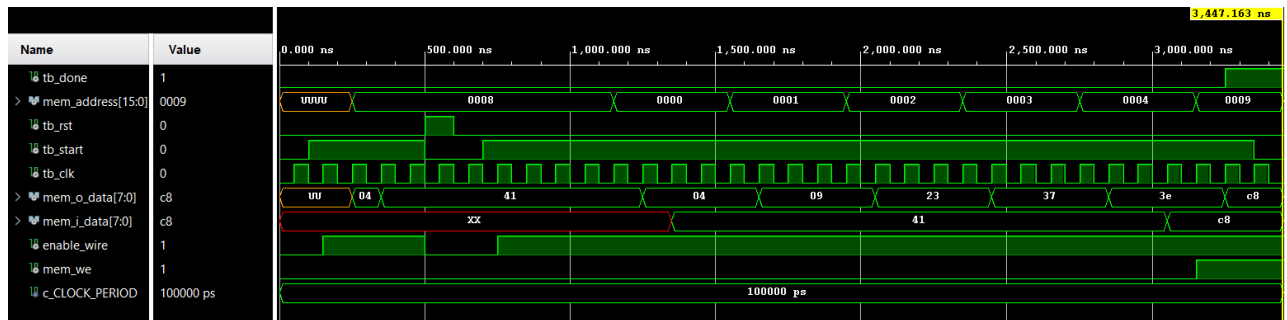 3,447.163 ns
Name Value 0.000 ns 500.000 ns 1,000.000 ns 1,500.000 ns 2,000.000 ns 2,500.000 ns 3,000.000 ns
tb_done 1
mem_address[15:0] 0009 UUUU 0008 0000 0001 0002 0003 0004 0009
tb_rst 0
tb_start 0
tb_clk 0
mem_o_data[7:0] c8 UU 04 41 04 09 23 37 3e c8
mem_i_data[7:0] c8 XX 41 c8
enable_wire 1
mem_we 1
c_CLOCK_PERIOD 100000 ps 100000 ps